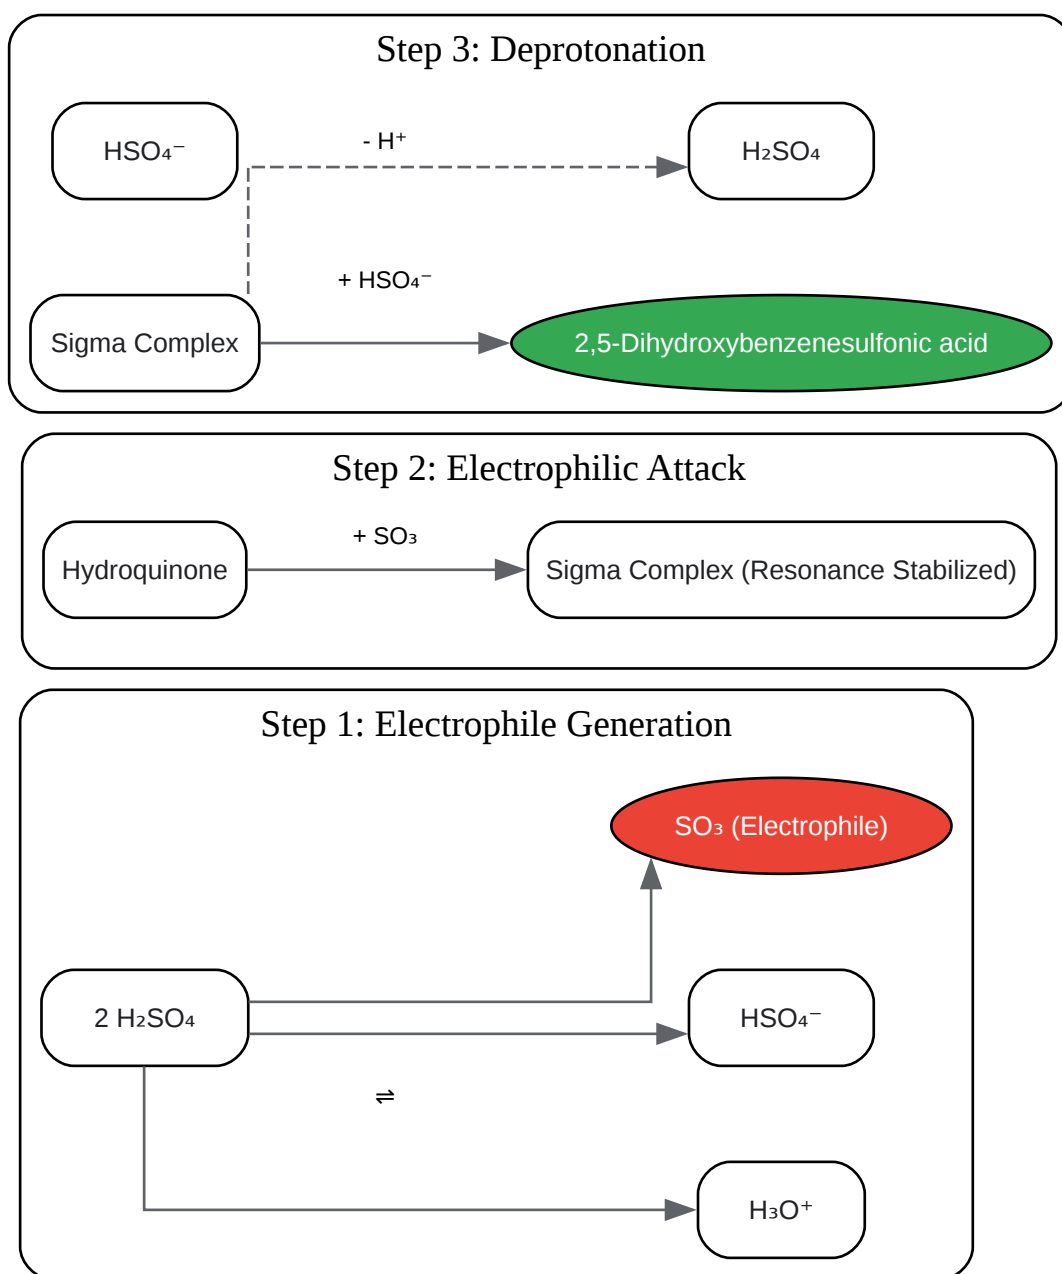 Step 3: Deprotonation
HSO₄⁻
- H⁺
H₂SO₄
+ HSO₄⁻
Sigma Complex
2,5-Dihydroxybenzenesulfonic acid
Step 2: Electrophilic Attack
+ SO₃
Hydroquinone
Sigma Complex (Resonance Stabilized)
Step 1: Electrophile Generation
SO₃ (Electrophile)
2 H₂SO₄
HSO₄⁻
⇌
H₃O⁺